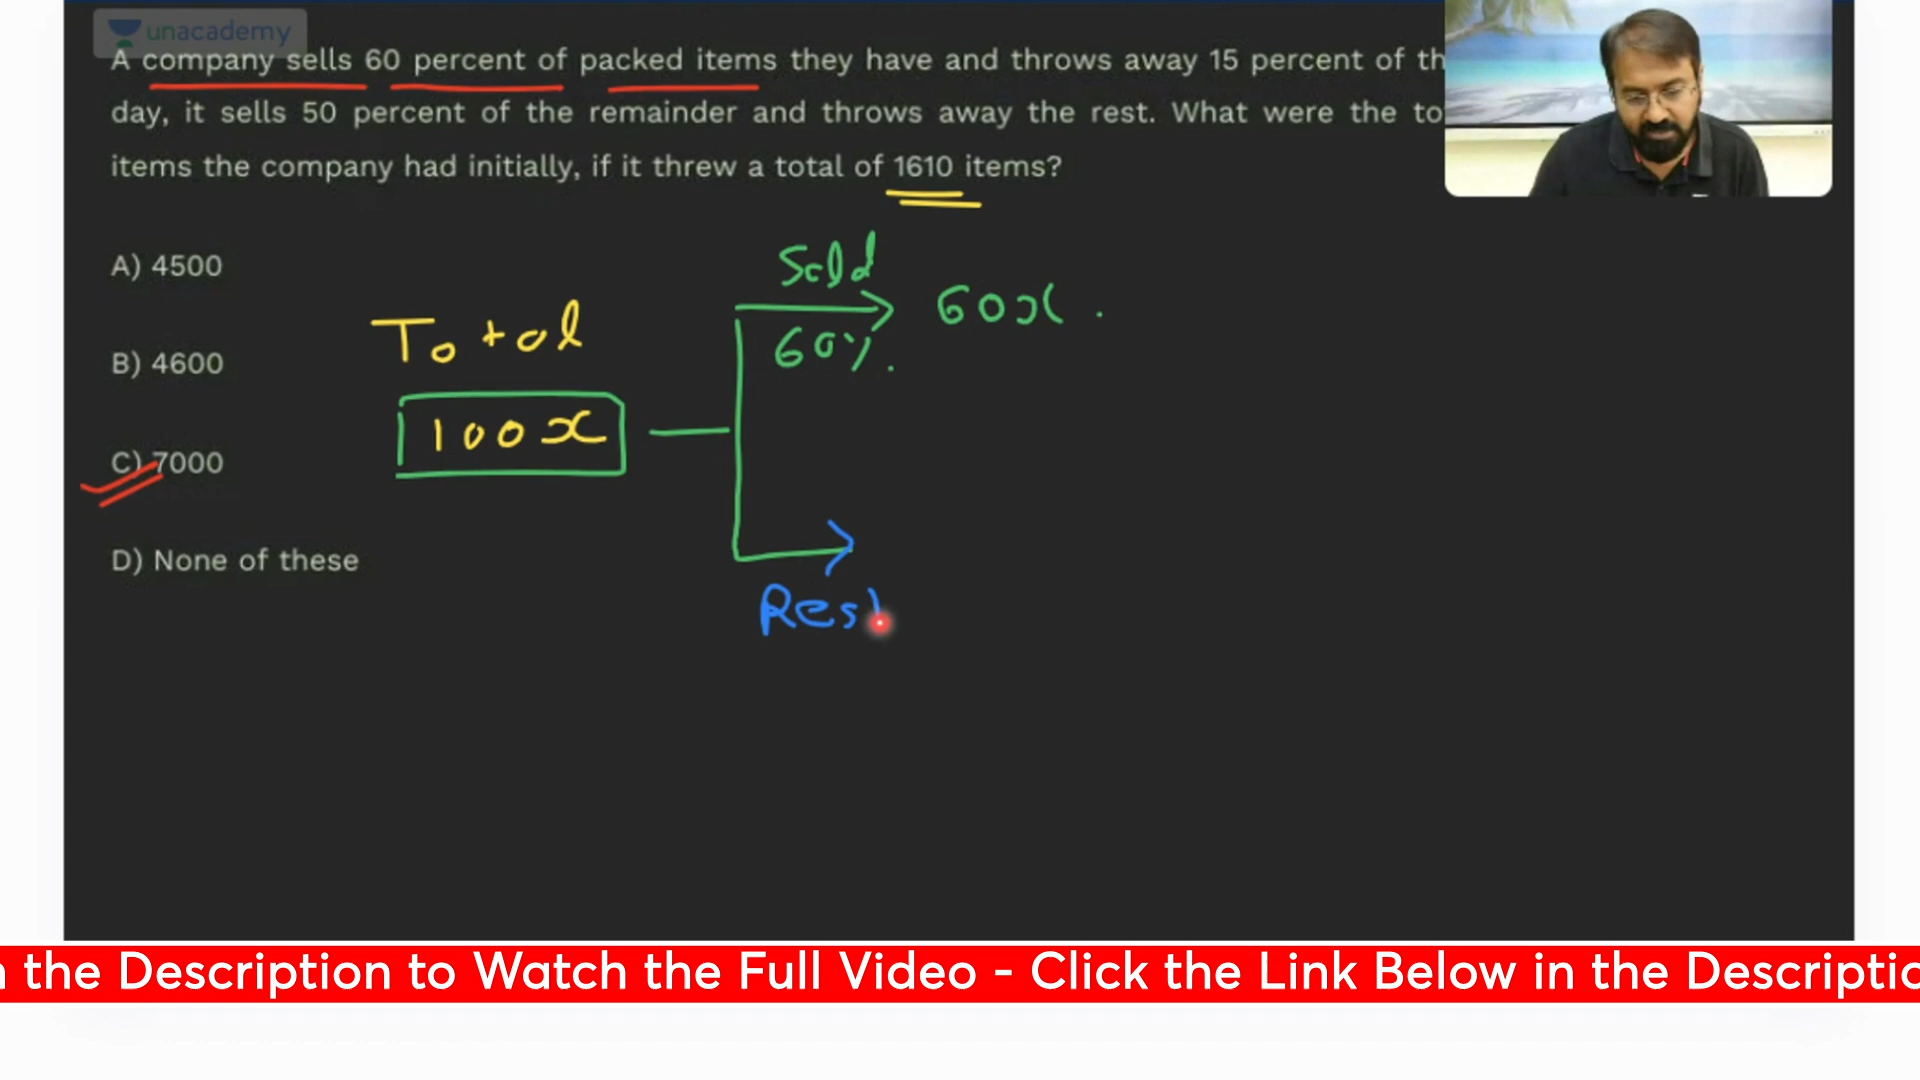 unacademy
A company sells 60 percent of packed items they have and throws away 15 percent of th
day, it sells 50 percent of the remainder and throws away the rest. What were the to
items the company had initially, if it threw a total of 1610 items?
A) 4500
B) 4600
C) 7000
D) None of these
Total
100x
Sold
60%.
60x.
Rest
n the Description to Watch the Full Video - Click the Link Below in the Descriptio